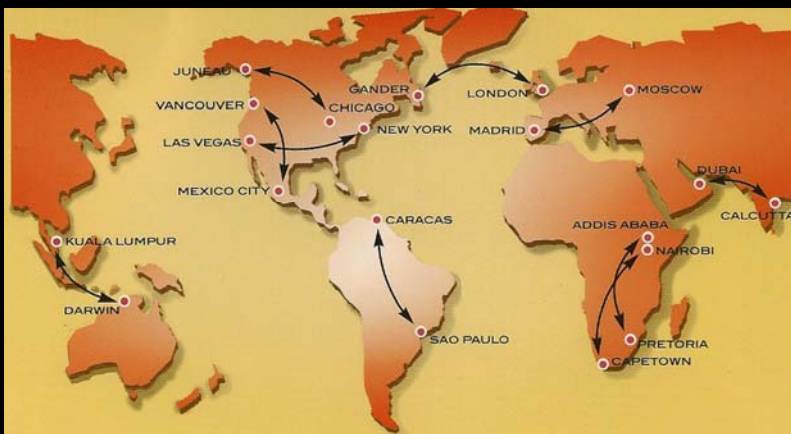 JUNEAU
GANDER
LONDON
MOSCOW
VANCOUVER
CHICAGO
LAS VEGAS
NEW YORK
MADRID
DUBAI
MEXICO CITY
CALCUTTA
CARACAS
ADDIS ABABA
KUALA LUMPUR
NAIROBI
DARWIN
SAO PAULO
PRETORIA
CAPETOWN